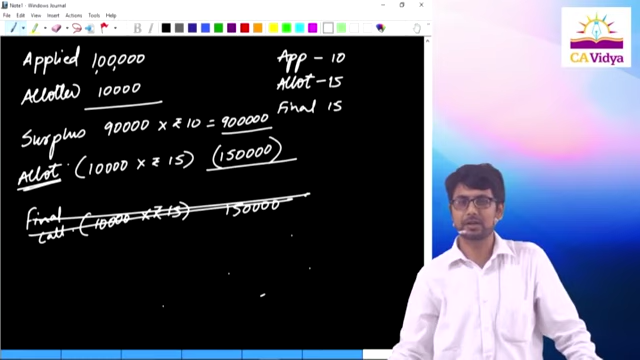 Note1 - Windows Journal
File Edit View Insert Actions Tools Help
Applied 100,000
App - 10
Allotted 10000
Allot - 15
Final 15
Surplus 90000 × ₹10 = 900000
Allot. (10000 × ₹ 15) (150000)
Final
Call. (10000 × ₹ 15) 150000
CA Vidya